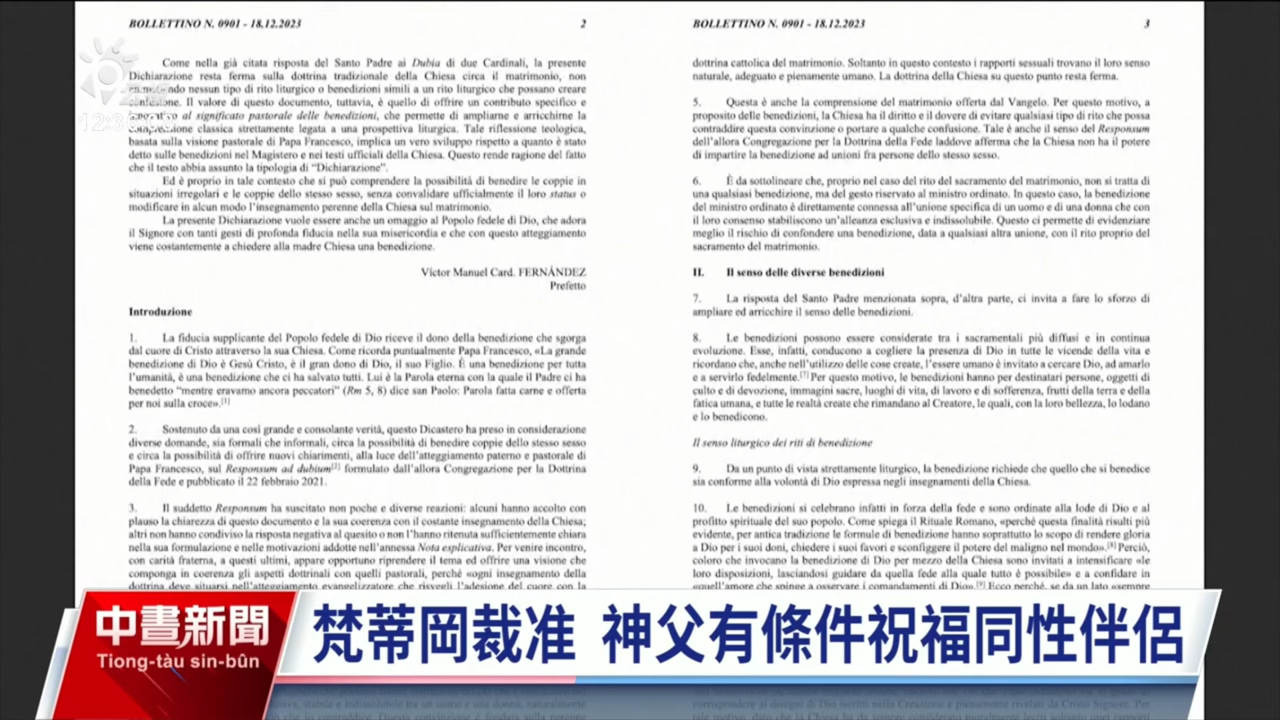 BOLLETTINO N. 0901 - 18.12.2023 2
Come nella già citata risposta del Santo Padre ai Dubia di due Cardinali, la presente
Dichiarazione resta ferma sulla dottrina tradizionale della Chiesa circa il matrimonio, non
ammettendo nessun tipo di rito liturgico o benedizioni simili a un rito liturgico che possano creare
confusione. Il valore di questo documento, tuttavia, è quello di offrire un contributo specifico e
innovativo al significato pastorale delle benedizioni, che permette di ampliarne e arricchirne la
comprensione classica strettamente legata a una prospettiva liturgica. Tale riflessione teologica,
basata sulla visione pastorale di Papa Francesco, implica un vero sviluppo rispetto a quanto è stato
detto sulle benedizioni nel Magistero e nei testi ufficiali della Chiesa. Questo rende ragione del fatto
che il testo abbia assunto la tipologia di “Dichiarazione”.
Ed è proprio in tale contesto che si può comprendere la possibilità di benedire le coppie in
situazioni irregolari e le coppie dello stesso sesso, senza convalidare ufficialmente il loro status o
modificare in alcun modo l’insegnamento perenne della Chiesa sul matrimonio.
La presente Dichiarazione vuole essere anche un omaggio al Popolo fedele di Dio, che adora
il Signore con tanti gesti di profonda fiducia nella sua misericordia e che con questo atteggiamento
viene costantemente a chiedere alla madre Chiesa una benedizione.
Víctor Manuel Card. FERNÁNDEZ
Prefetto
Introduzione
1. La fiducia supplicante del Popolo fedele di Dio riceve il dono della benedizione che sgorga
dal cuore di Cristo attraverso la sua Chiesa. Come ricorda puntualmente Papa Francesco, «La grande
benedizione di Dio è Gesù Cristo, è il gran dono di Dio, il suo Figlio. È una benedizione per tutta
l’umanità, è una benedizione che ci ha salvato tutti. Lui è la Parola eterna con la quale il Padre ci ha
benedetto “mentre eravamo ancora peccatori” (Rm 5, 8) dice san Paolo: Parola fatta carne e offerta
per noi sulla croce».[1]
2. Sostenuto da una così grande e consolante verità, questo Dicastero ha preso in considerazione
diverse domande, sia formali che informali, circa la possibilità di benedire coppie dello stesso sesso
e circa la possibilità di offrire nuovi chiarimenti, alla luce dell’atteggiamento paterno e pastorale di
Papa Francesco, sul Responsum ad dubium[2] formulato dall’allora Congregazione per la Dottrina
della Fede e pubblicato il 22 febbraio 2021.
3. Il suddetto Responsum ha suscitato non poche e diverse reazioni: alcuni hanno accolto con
plauso la chiarezza di questo documento e la sua coerenza con il costante insegnamento della Chiesa;
altri non hanno condiviso la risposta negativa al quesito o non l’hanno ritenuta sufficientemente chiara
nella sua formulazione e nelle motivazioni addotte nell’annessa Nota esplicativa. Per venire incontro,
con carità fraterna, a questi ultimi, appare opportuno riprendere il tema ed offrire una visione che
componga in coerenza gli aspetti dottrinali con quelli pastorali, perché «ogni insegnamento della
dottrina deve situarsi nell’atteggiamento evangelizzatore che risvegli l’adesione del cuore con la
BOLLETTINO N. 0901 - 18.12.2023 3
dottrina cattolica del matrimonio. Soltanto in questo contesto i rapporti sessuali trovano il loro senso
naturale, adeguato e pienamente umano. La dottrina della Chiesa su questo punto resta ferma.
5. Questa è anche la comprensione del matrimonio offerta dal Vangelo. Per questo motivo, a
proposito delle benedizioni, la Chiesa ha il diritto e il dovere di evitare qualsiasi tipo di rito che possa
contraddire questa convinzione o portare a qualche confusione. Tale è anche il senso del Responsum
dell’allora Congregazione per la Dottrina della Fede laddove afferma che la Chiesa non ha il potere
di impartire la benedizione ad unioni fra persone dello stesso sesso.
6. È da sottolineare che, proprio nel caso del rito del sacramento del matrimonio, non si tratta di
una qualsiasi benedizione, ma del gesto riservato al ministro ordinato. In questo caso, la benedizione
del ministro ordinato è direttamente connessa all’unione specifica di un uomo e di una donna che con
il loro consenso stabiliscono un’alleanza esclusiva e indissolubile. Questo ci permette di evidenziare
meglio il rischio di confondere una benedizione, data a qualsiasi altra unione, con il rito proprio del
sacramento del matrimonio.
II. Il senso delle diverse benedizioni
7. La risposta del Santo Padre menzionata sopra, d’altra parte, ci invita a fare lo sforzo di
ampliare ed arricchire il senso delle benedizioni.
8. Le benedizioni possono essere considerate tra i sacramentali più diffusi e in continua
evoluzione. Esse, infatti, conducono a cogliere la presenza di Dio in tutte le vicende della vita e
ricordano che, anche nell’utilizzo delle cose create, l’essere umano è invitato a cercare Dio, ad amarlo
e a servirlo fedelmente.[7] Per questo motivo, le benedizioni hanno per destinatari persone, oggetti di
culto e di devozione, immagini sacre, luoghi di vita, di lavoro e di sofferenza, frutti della terra e della
fatica umana, e tutte le realtà create che rimandano al Creatore, le quali, con la loro bellezza, lo lodano
e lo benedicono.
Il senso liturgico dei riti di benedizione
9. Da un punto di vista strettamente liturgico, la benedizione richiede che quello che si benedice
sia conforme alla volontà di Dio espressa negli insegnamenti della Chiesa.
10. Le benedizioni si celebrano infatti in forza della fede e sono ordinate alla lode di Dio e al
profitto spirituale del suo popolo. Come spiega il Rituale Romano, «perché questa finalità risulti più
evidente, per antica tradizione le formule di benedizione hanno soprattutto lo scopo di rendere gloria
a Dio per i suoi doni, chiedere i suoi favori e sconfiggere il potere del maligno nel mondo».[8] Perciò,
coloro che invocano la benedizione di Dio per mezzo della Chiesa sono invitati a intensificare «le
loro disposizioni, lasciandosi guidare da quella fede alla quale tutto è possibile» e a confidare in
«quell’amore che spinge a osservare i comandamenti di Dio».[9] Ecco perché, se da un lato «sempre
中晝新聞
Tiong-tàu sin-bûn
梵蒂岡裁准 神父有條件祝福同性伴侶